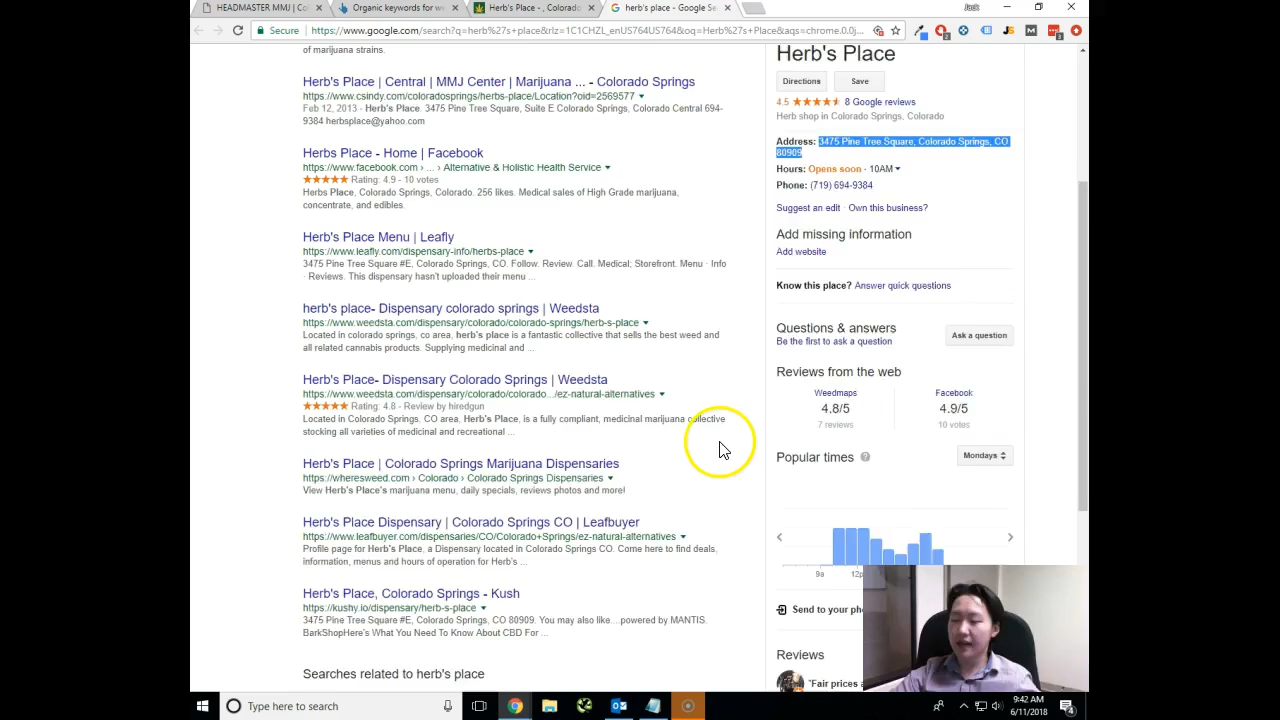 HEADMASTER MMJ | Co
Organic keywords for we
Herb's Place - , Colorado
herb's place - Google Se
Jack
Secure
https://www.google.com/search?q=herb%27s+place&rlz=1C1CHZL_enUS764US764&oq=Herb%27s+Place&aqs=chrome.0.0j
of marijuana strains.
Herb's Place | Central | MMJ Center | Marijuana ... - Colorado Springs
https://www.csindy.com/coloradosprings/herbs-place/Location?oid=2569577
Feb 12, 2013 - Herb's Place. 3475 Pine Tree Square, Suite E Colorado Springs, Colorado Central 694-
9384 herbsplace@yahoo.com
Herbs Place - Home | Facebook
https://www.facebook.com › ... › Alternative & Holistic Health Service
Rating: 4.9 - 10 votes
Herbs Place, Colorado Springs, Colorado. 256 likes. Medical sales of High Grade marijuana,
concentrate, and edibles.
Herb's Place Menu | Leafly
https://www.leafly.com/dispensary-info/herbs-place
3475 Pine Tree Square #E, Colorado Springs, CO. Follow. Review. Call. Medical; Storefront. Menu · Info
· Reviews. This dispensary hasn't uploaded their menu ...
herb's place- Dispensary colorado springs | Weedsta
https://www.weedsta.com/dispensary/colorado/colorado-springs/herb-s-place
Located in colorado springs, co area, herb's place is a fantastic collective that sells the best weed and
all related cannabis products. Supplying medicinal and ...
Herb's Place- Dispensary Colorado Springs | Weedsta
https://www.weedsta.com/dispensary/colorado/colorado.../ez-natural-alternatives
Rating: 4.8 - Review by hiredgun
Located in Colorado Springs, CO area, Herb's Place, is a fully compliant, medicinal marijuana collective
stocking all varieties of medicinal and recreational ...
Herb's Place | Colorado Springs Marijuana Dispensaries
https://wheresweed.com › Colorado › Colorado Springs Dispensaries
View Herb's Place's marijuana menu, daily specials, reviews photos and more!
Herb's Place Dispensary | Colorado Springs CO | Leafbuyer
https://www.leafbuyer.com/dispensaries/CO/Colorado+Springs/ez-natural-alternatives
Profile page for Herb's Place, a Dispensary located in Colorado Springs CO. Come here to find deals,
information, menus and hours of operation for Herb's ...
Herb's Place, Colorado Springs - Kush
https://kushy.io/dispensary/herb-s-place
3475 Pine Tree Square #E, Colorado Springs, CO 80909. You may also like....powered by MANTIS.
BarkShopHere's What You Need To Know About CBD For ...
Searches related to herb's place
Herb's Place
Directions
Save
4.5
8 Google reviews
Herb shop in Colorado Springs, Colorado
Address: 3475 Pine Tree Square, Colorado Springs, CO
80909
Hours: Opens soon · 10AM
Phone: (719) 694-9384
Suggest an edit · Own this business?
Add missing information
Add website
Know this place? Answer quick questions
Questions & answers
Be the first to ask a question
Ask a question
Reviews from the web
Weedmaps
4.8/5
7 reviews
Facebook
4.9/5
10 votes
Popular times
Mondays
9a
12p
Send to your pho
Reviews
"Fair prices a
Type here to search
9:42 AM
6/11/2018
4